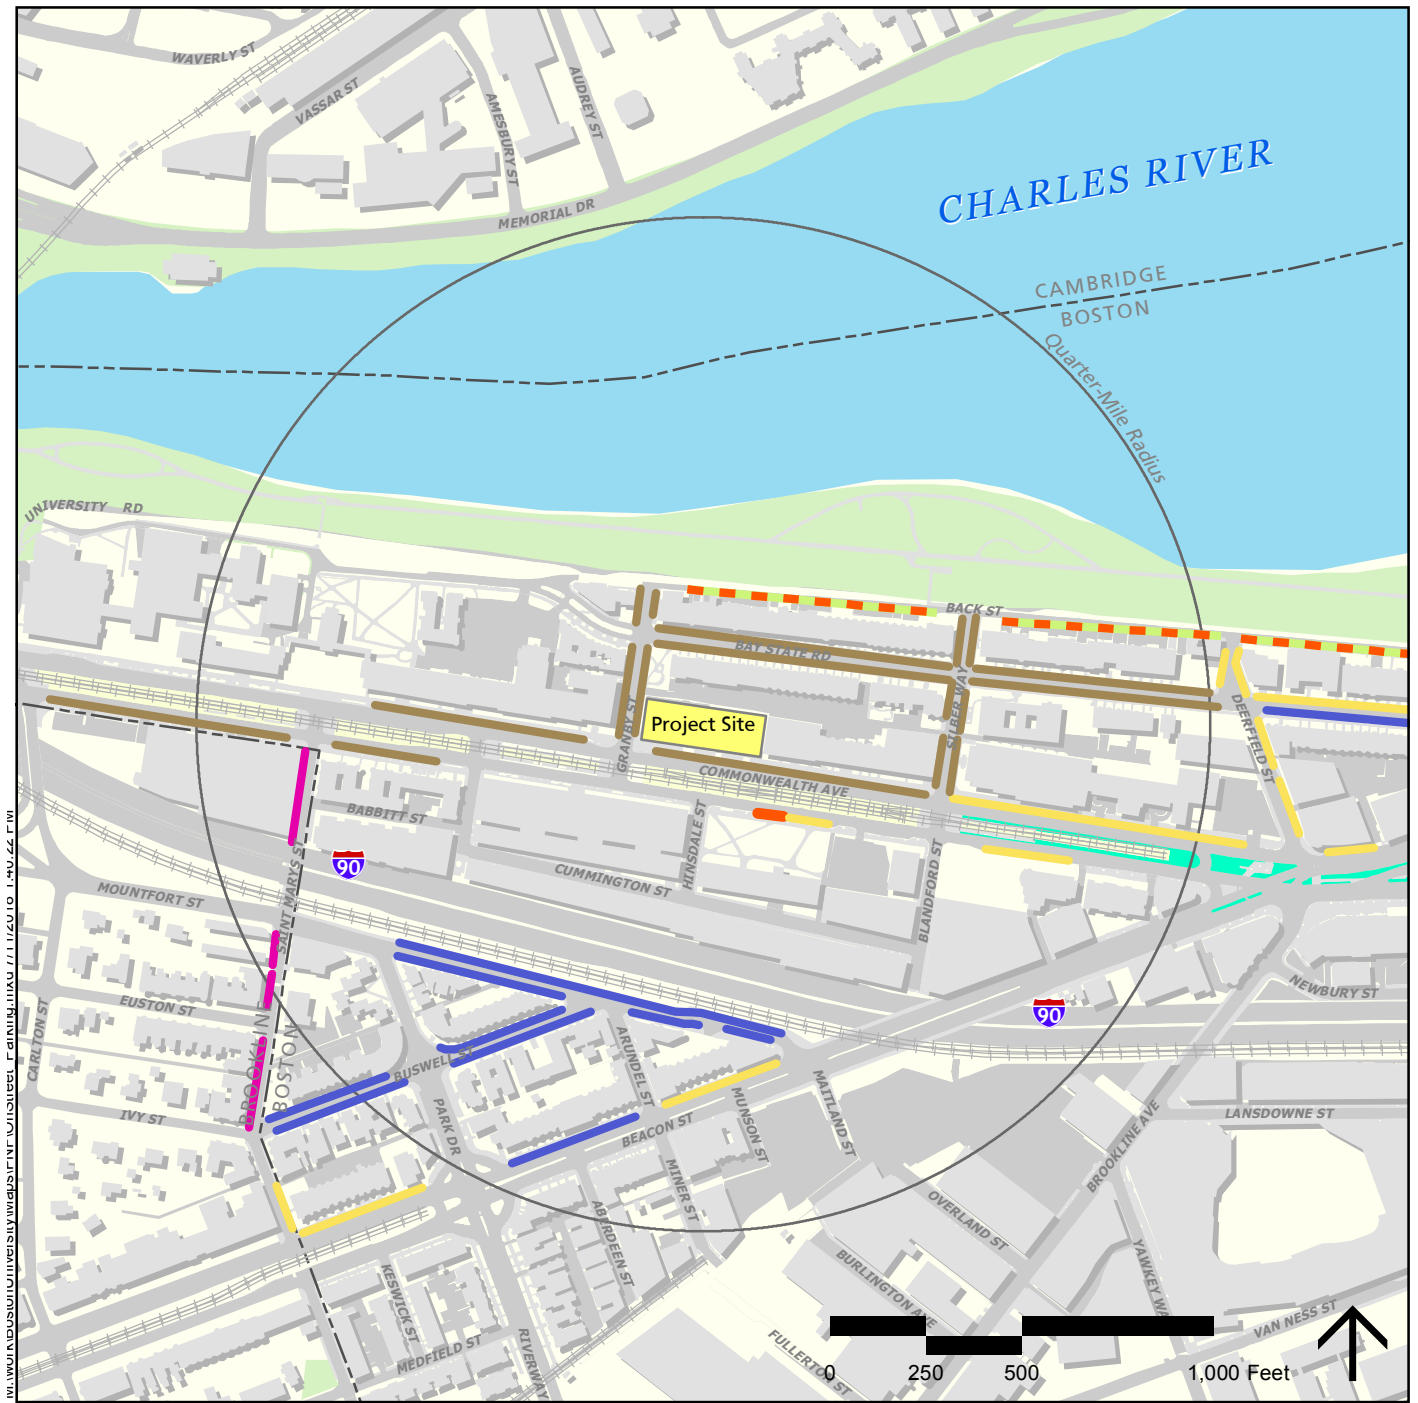 WAVERLY ST
VASSAR ST
AMESBURY ST
AUDREY ST
MEMORIAL DR
CHARLES RIVER
CAMBRIDGE
BOSTON
Quarter-Mile Radius
UNIVERSITY RD
BACK ST
BAY STATE RD
SILBER WAY
GRANBY ST
Project Site
DEERFIELD ST
COMMONWEALTH AVE
BABBITT ST
HINSDALE ST
90
CUMMINGTON ST
BLANDFORD ST
MOUNTFORT ST
SAINT MARYS ST
EUSTON ST
CARLTON ST
BROOKLINE
BOSTON
NEWBURY ST
90
BUSWELL ST
ARUNDEL ST
IVY ST
PARK DR
BEACON ST
MUNSON ST
MAITLAND ST
LANSDOWNE ST
BROOKLINE AVE
MINER ST
OVERLAND ST
ABERDEEN ST
KESWICK ST
BURLINGTON AVE
YAWKEY WA
VAN NESS ST
MEDFIELD ST
RIVERWAY
FULLERTON ST
0 250 500 1,000 Feet